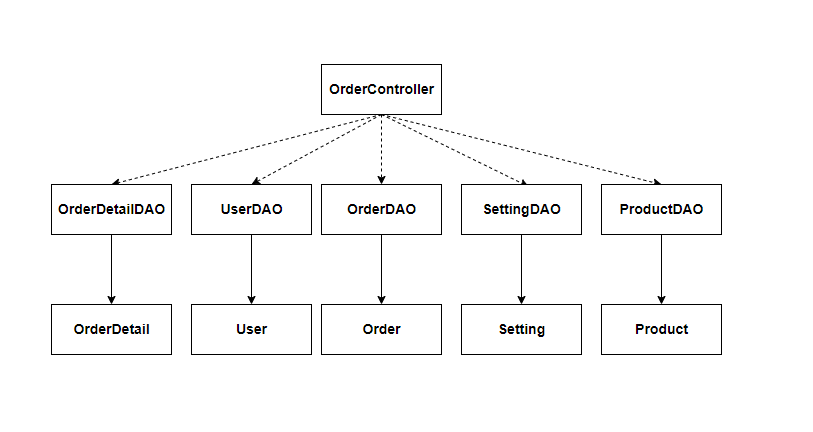 OrderController
OrderDetailDAO
UserDAO
OrderDAO
SettingDAO
ProductDAO
OrderDetail
User
Order
Setting
Product